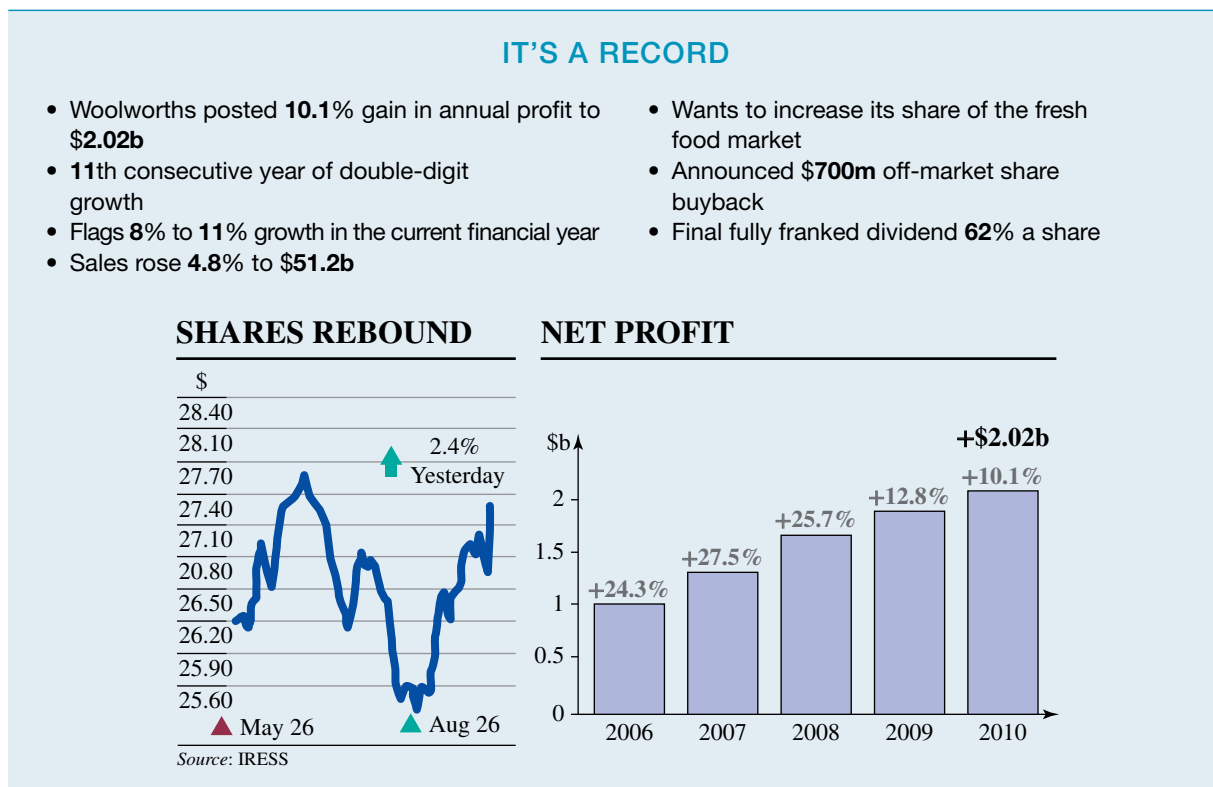 IT’S A RECORD
• Woolworths posted 10.1% gain in annual profit to
$2.02b
• 11th consecutive year of double-digit
growth
• Flags 8% to 11% growth in the current financial year
• Sales rose 4.8% to $51.2b
• Wants to increase its share of the fresh
food market
• Announced $700m off-market share
buyback
• Final fully franked dividend 62% a share
SHARES REBOUND
$
28.40
28.10
27.70
27.40
27.10
20.80
26.50
26.20
25.90
25.60
2.4%
Yesterday
May 26
Aug 26
Source: IRESS
NET PROFIT
$b
2
1.5
1
0.5
0
+24.3%
+27.5%
+25.7%
+12.8%
+10.1%
+$2.02b
2006
2007
2008
2009
2010